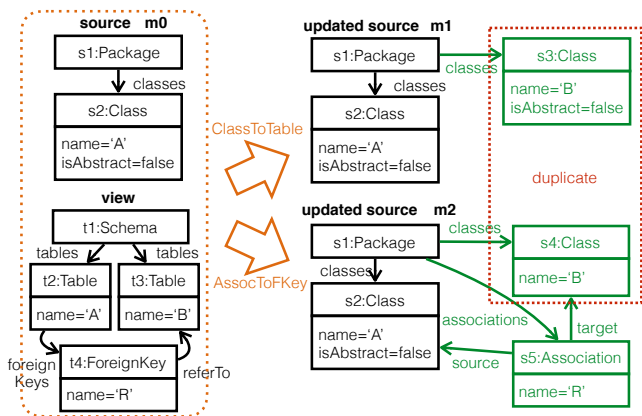 source m0
s1:Package
classes
s2:Class
name=‘A’
isAbstract=false
view
t1:Schema
tables
tables
t2:Table
t3:Table
name=‘A’
name=‘B’
foreign
Keys
t4:ForeignKey
referTo
name=‘R’
ClassToTable
AssocToFKey
updated source m1
s1:Package
classes
classes
s2:Class
name=‘A’
isAbstract=false
s3:Class
name=‘B’
isAbstract=false
duplicate
updated source m2
s1:Package
classes
classes
s4:Class
name=‘B’
s2:Class
name=‘A’
isAbstract=false
associations
target
source
s5:Association
name=‘R’